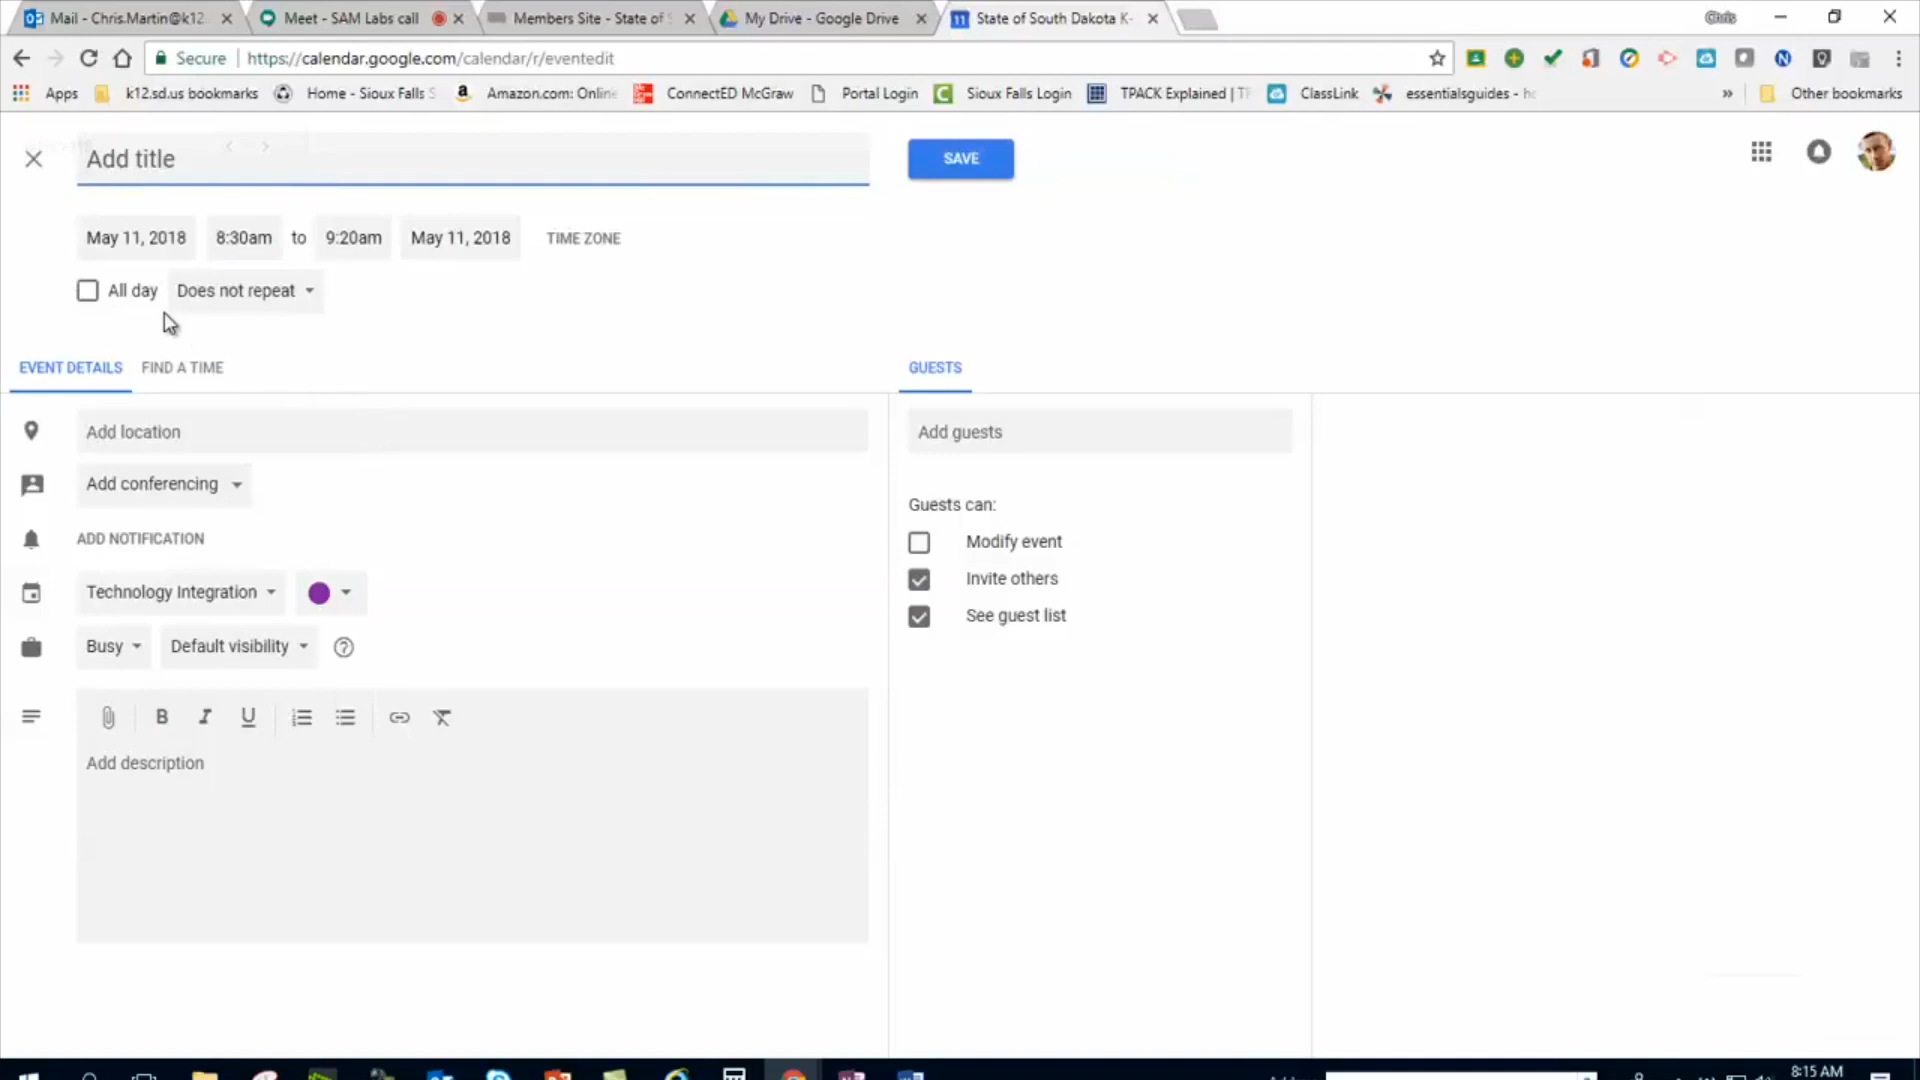 Mail - Chris.Martin@k12
Meet - SAM Labs call
Members Site - State of
My Drive - Google Drive
11 State of South Dakota K-
Chris
Secure https://calendar.google.com/calendar/r/eventedit
Apps k12.sd.us bookmarks Home - Sioux Falls S Amazon.com: Online ConnectED McGraw Portal Login Sioux Falls Login TPACK Explained | ClassLink essentialsguides - ho » Other bookmarks
Add title
SAVE
May 11, 2018 8:30am to 9:20am May 11, 2018 TIME ZONE
All day Does not repeat
EVENT DETAILS FIND A TIME GUESTS
Add location
Add guests
Add conferencing
Guests can:
ADD NOTIFICATION
Modify event
Invite others
Technology Integration
See guest list
Busy Default visibility
B I U
Add description
8:15 AM